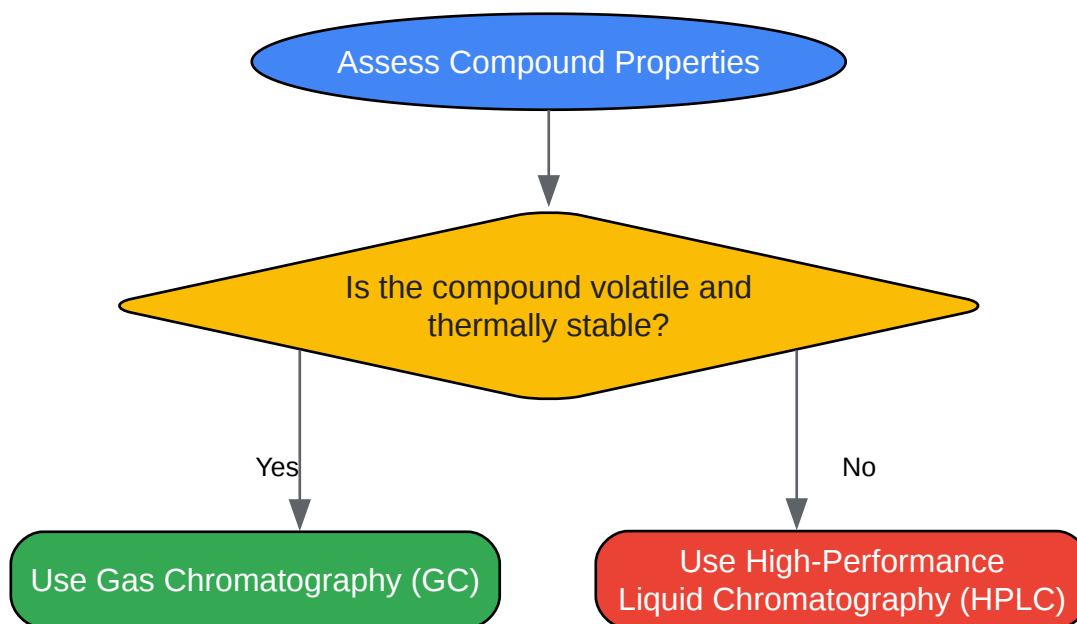 Assess Compound Properties
Is the compound volatile and
thermally stable?
Yes
No
Use Gas Chromatography (GC)
Use High-Performance
Liquid Chromatography (HPLC)